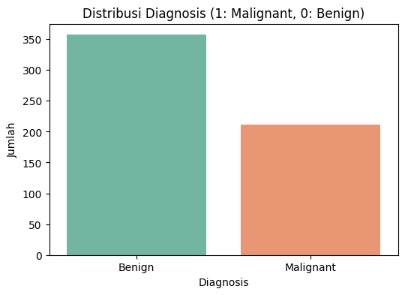 Distribusi Diagnosis (1: Malignant, 0: Benign)
350
300
250
200
150
100
50
0
Jumlah
Benign Malignant
Diagnosis